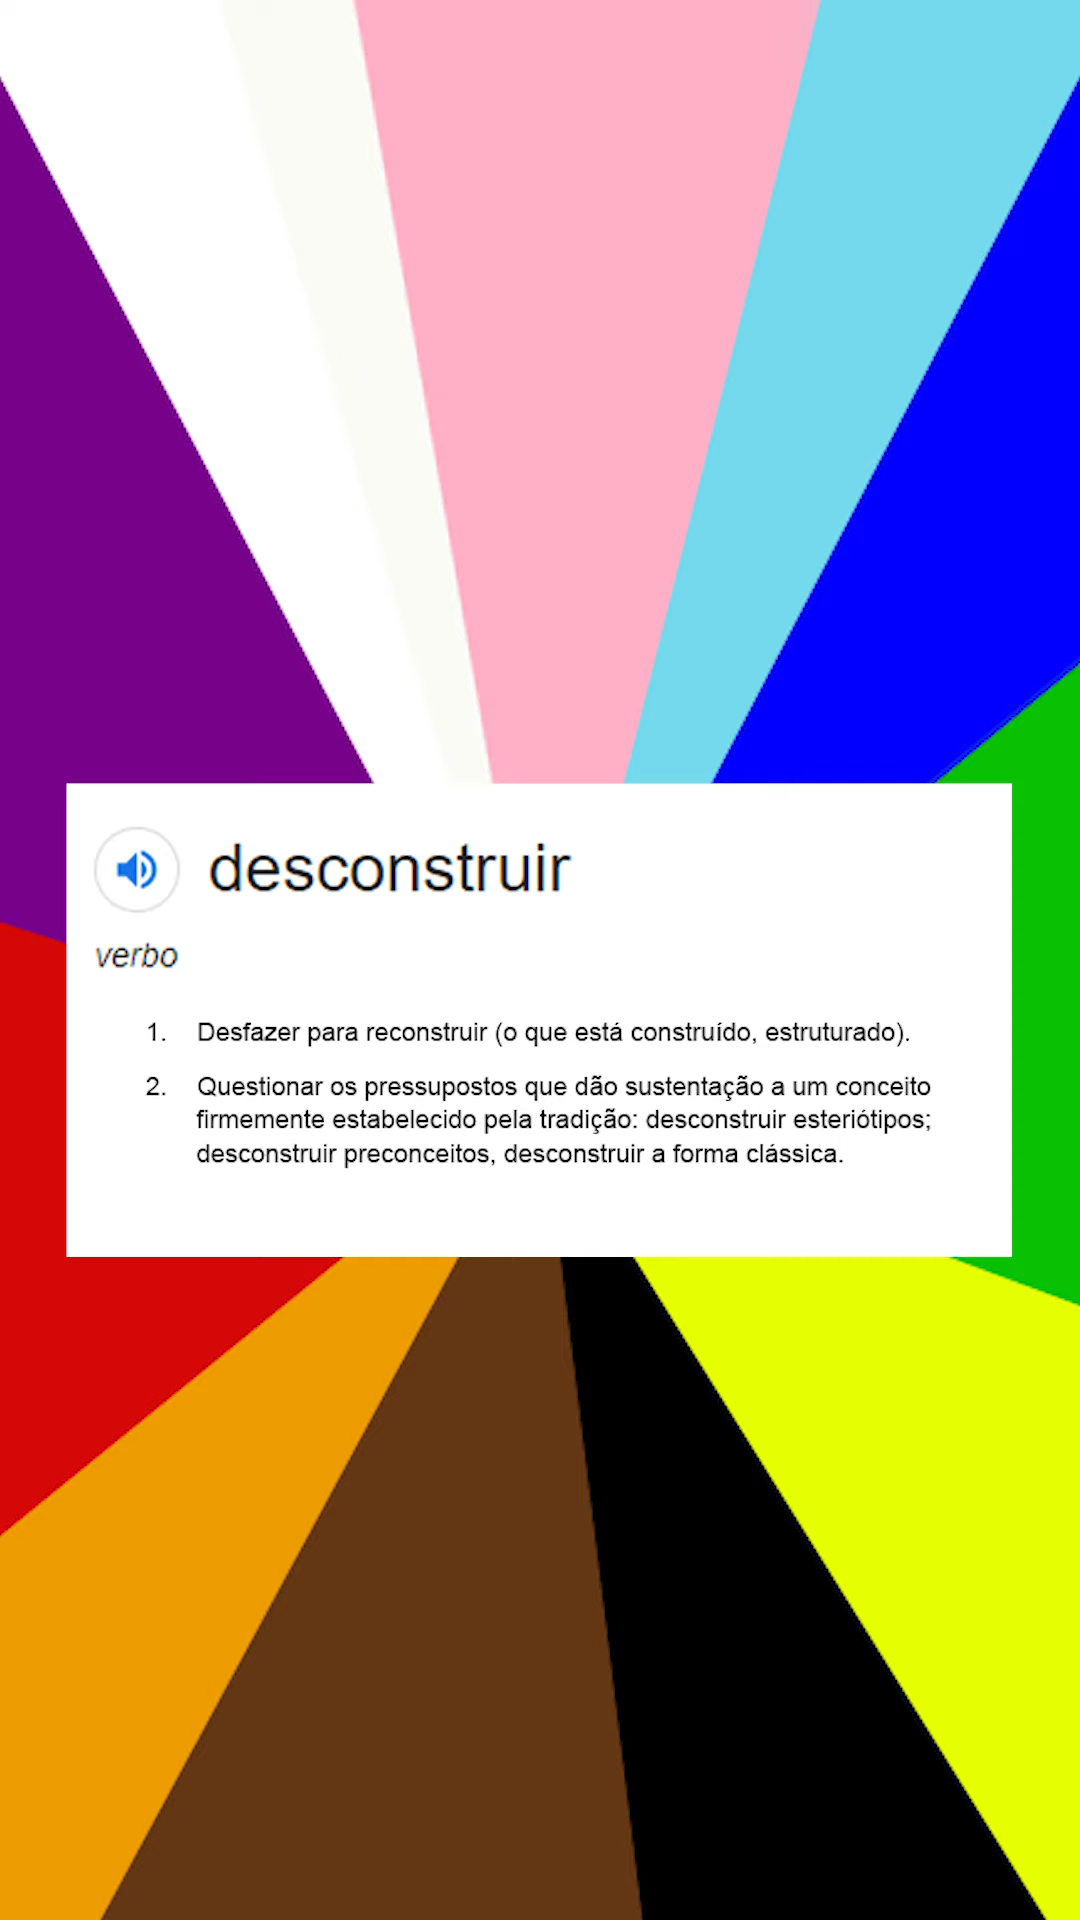 desconstruir
verbo
1. Desfazer para reconstruir (o que está construído, estruturado).
2. Questionar os pressupostos que dão sustentação a um conceito
firmemente estabelecido pela tradição: desconstruir esteriótipos;
desconstruir preconceitos, desconstruir a forma clássica.